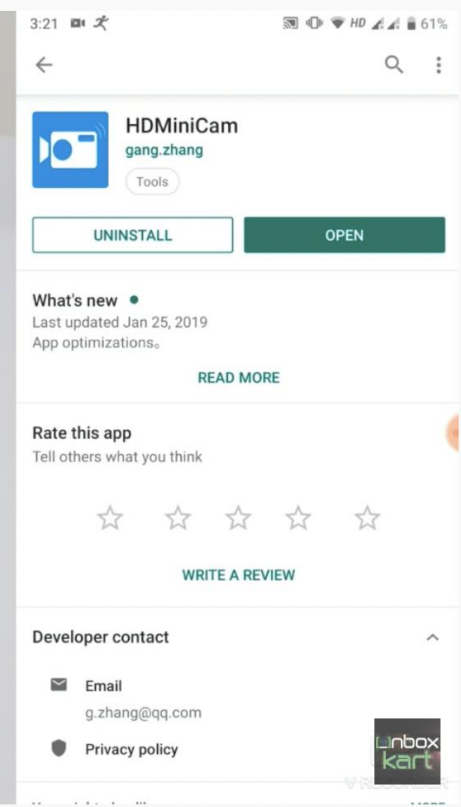 3:21
HD
61%
HDMiniCam
gang.zhang
Tools
UNINSTALL
OPEN
What's new
Last updated Jan 25, 2019
App optimizations。
READ MORE
Rate this app
Tell others what you think
WRITE A REVIEW
Developer contact
Email
g.zhang@qq.com
Privacy policy
unbox
kart
V RECORDER